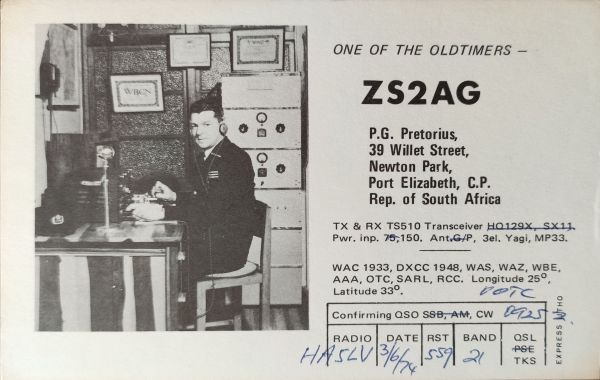 ONE OF THE OLDTIMERS –
ZS2AG
P.G. Pretorius,
39 Willet Street,
Newton Park,
Port Elizabeth, C.P.
Rep. of South Africa
TX & RX TS510 Transceiver HQ129X, SX11
Pwr. inp. 75,150. Ant.G/P, 3el. Yagi, MP33.
WAC 1933, DXCC 1948, WAS, WAZ, WBE,
AAA, OTC, SARL, RCC. Longitude 25°,
Latitude 33°.
Confirming QSO SSB, AM, CW
RADIO DATE RST BAND QSL
PSE
TKS
HA5LV 3/6/74 559 21
EXPRESS LITHO
WBCN